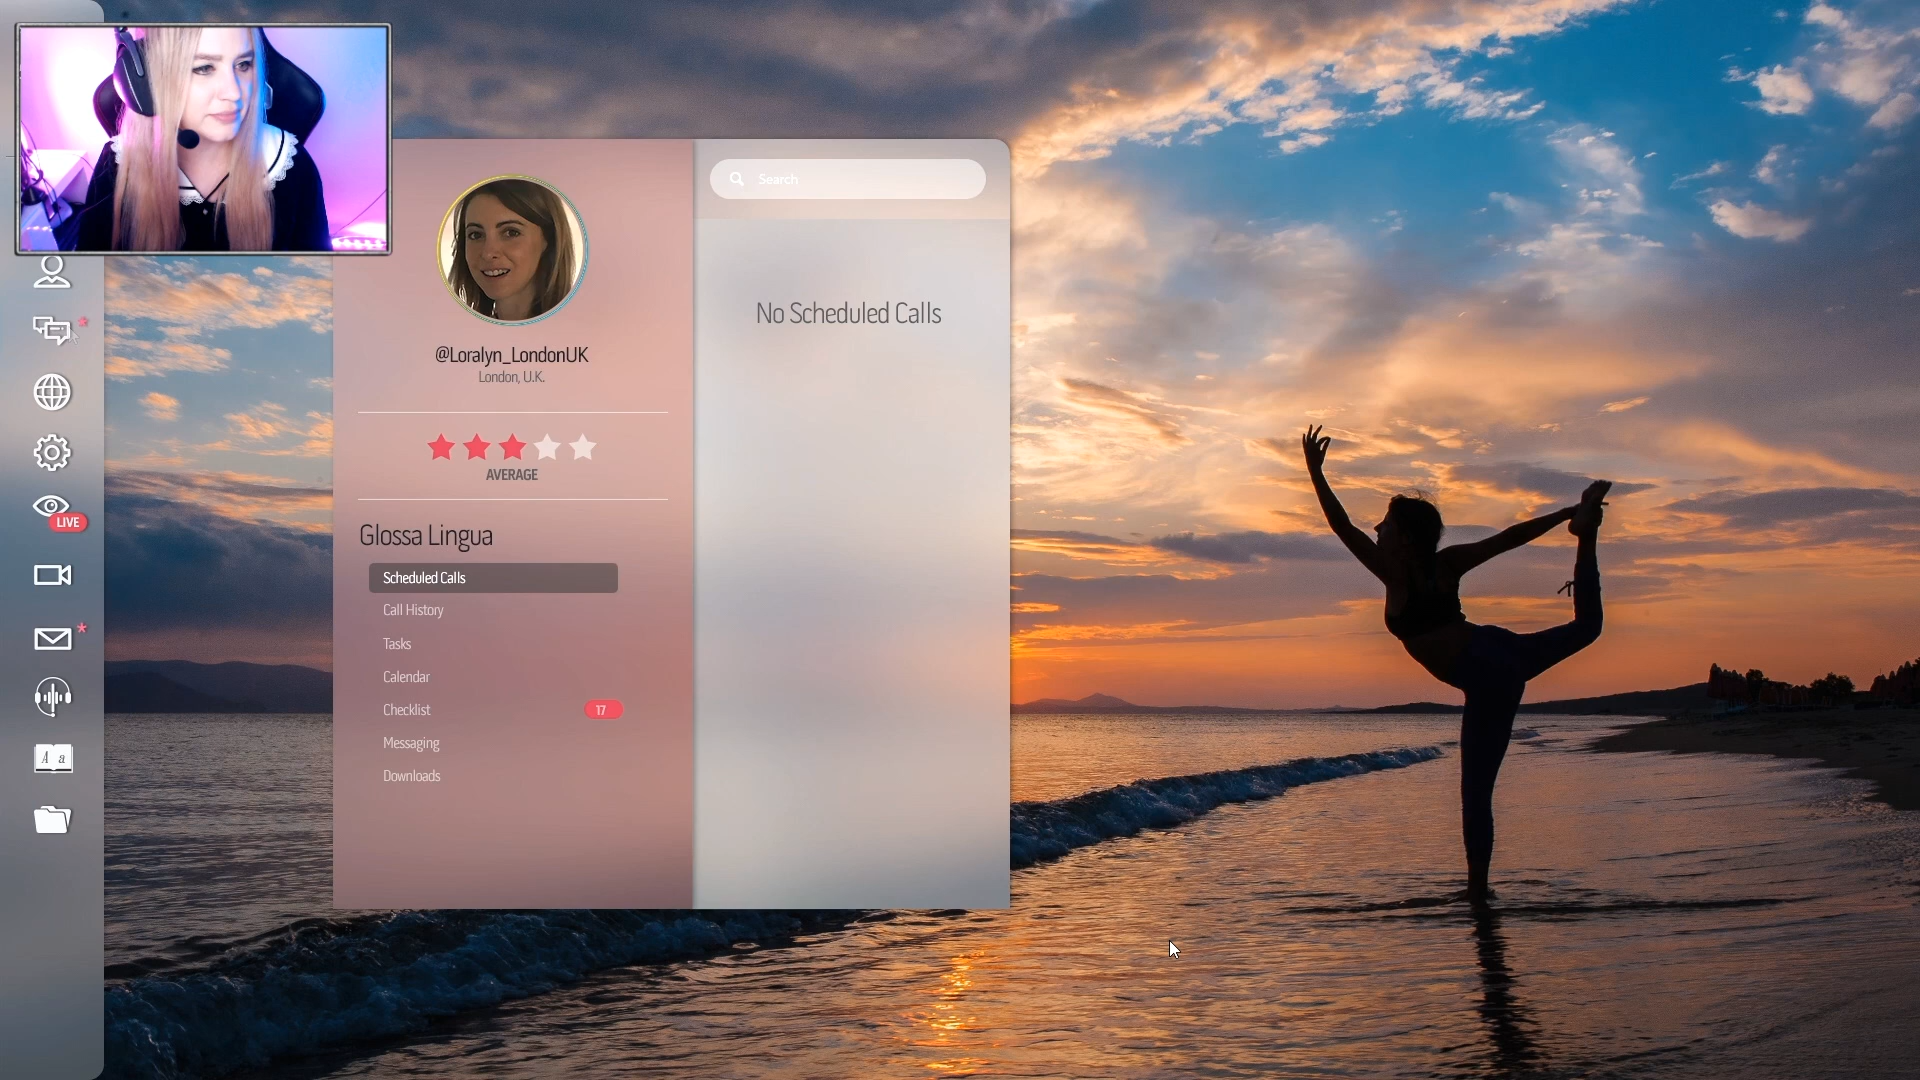 Search
No Scheduled Calls
@Loralyn_LondonUK
London, U.K.
AVERAGE
Glossa Lingua
Scheduled Calls
Call History
Tasks
Calendar
Checklist 17
Messaging
Downloads
LIVE
A a